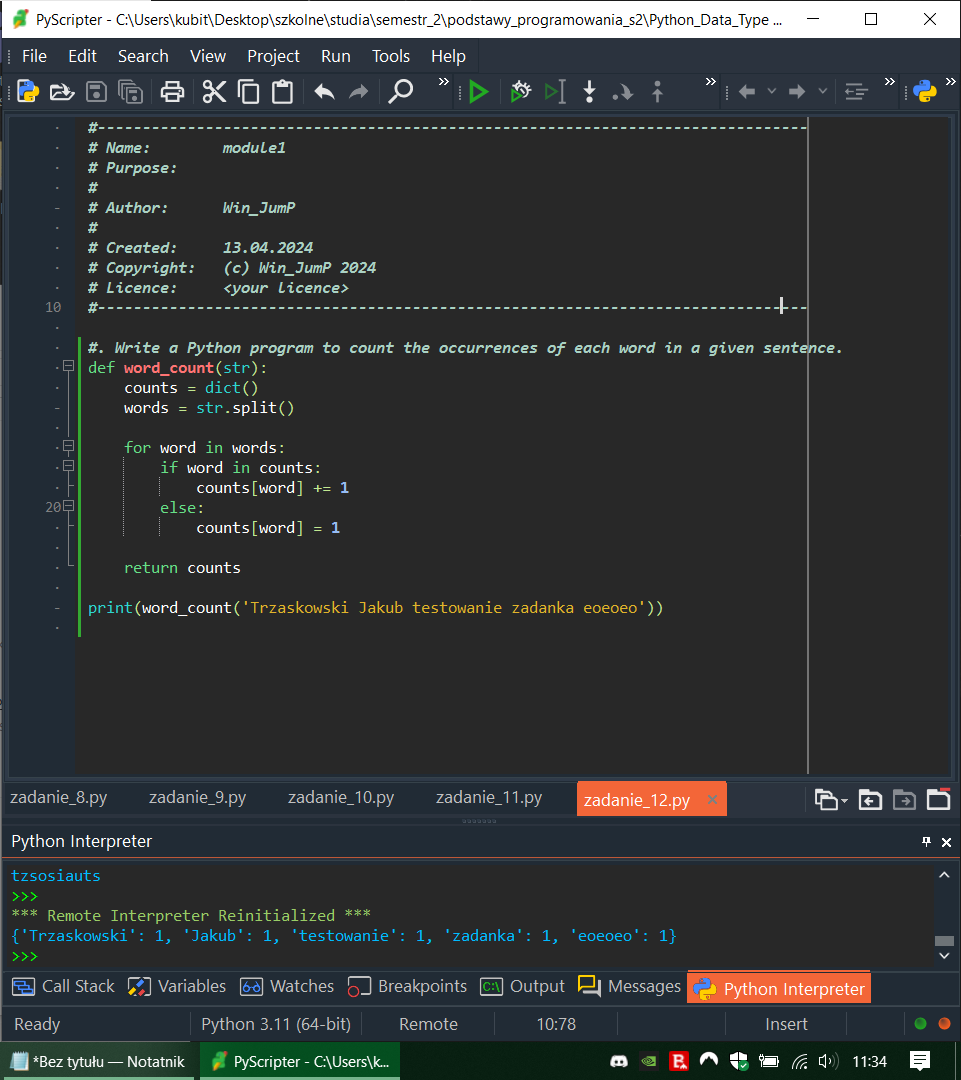 PyScripter - C:\Users\kubit\Desktop\szkolne\studia\semestr_2\podstawy_programowania_s2\Python_Data_Type ...
File Edit Search View Project Run Tools Help
#-------------------------------------------------------------------------------
# Name:        module1
# Purpose:
#
# Author:      Win_JumP
#
# Created:     13.04.2024
# Copyright:   (c) Win_JumP 2024
# Licence:     <your licence>
10 #-------------------------------------------------------------------------------
#. Write a Python program to count the occurrences of each word in a given sentence.
def word_count(str):
    counts = dict()
    words = str.split()
    for word in words:
        if word in counts:
            counts[word] += 1
20         else:
            counts[word] = 1
    return counts
print(word_count('Trzaskowski Jakub testowanie zadanka eoeoeo'))
zadanie_8.py zadanie_9.py zadanie_10.py zadanie_11.py zadanie_12.py
Python Interpreter
tzsosiauts
>>>
*** Remote Interpreter Reinitialized ***
{'Trzaskowski': 1, 'Jakub': 1, 'testowanie': 1, 'zadanka': 1, 'eoeoeo': 1}
>>>
Call Stack Variables Watches Breakpoints Output Messages Python Interpreter
Ready Python 3.11 (64-bit) Remote 10:78 Insert
*Bez tytułu — Notatnik PyScripter - C:\Users\k... 11:34